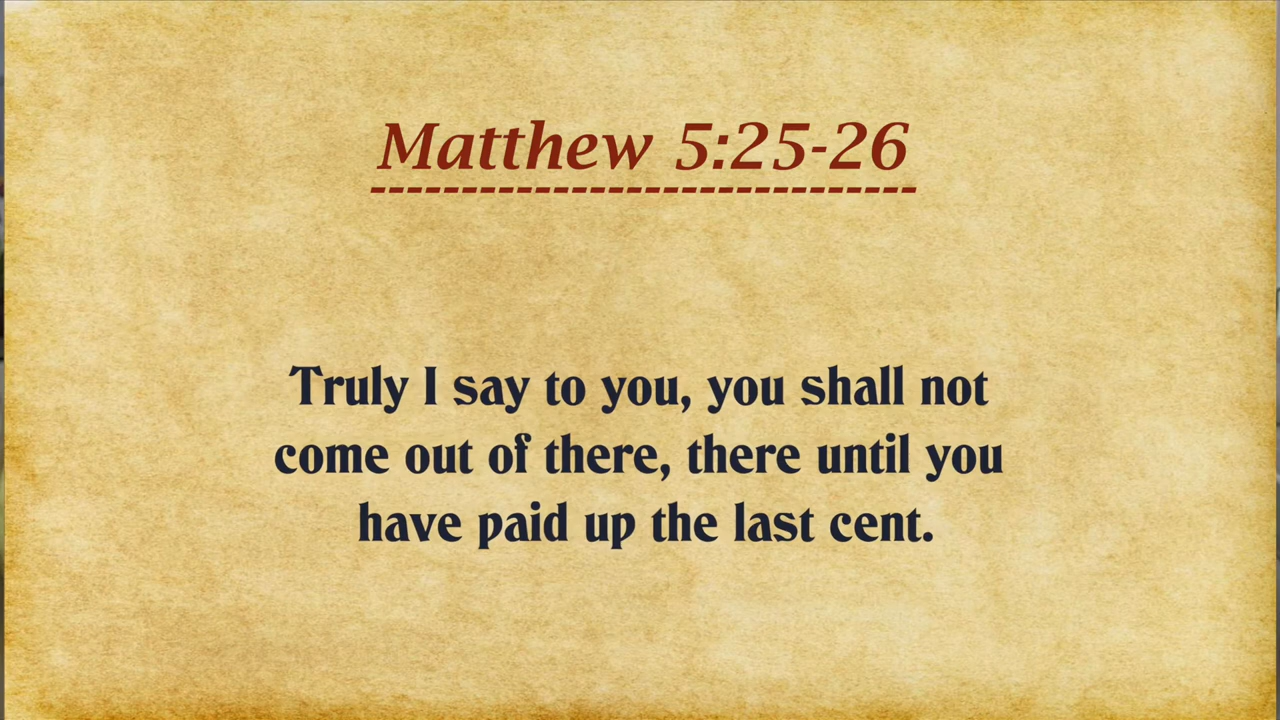 Matthew 5:25-26
Truly I say to you, you shall not
come out of there, there until you
have paid up the last cent.